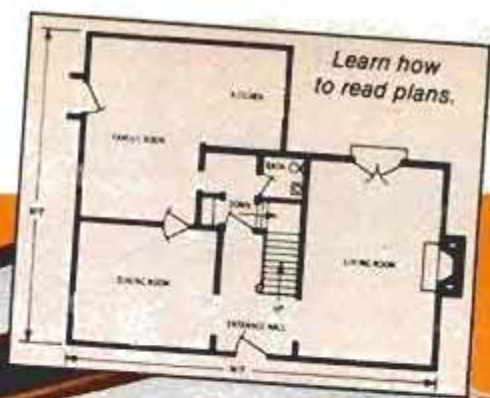 Learn how
to read plans.
KITCHEN
FAMILY ROOM
BATH
DOWN
LIVING ROOM
DINING ROOM
UP
ENTRANCE HALL